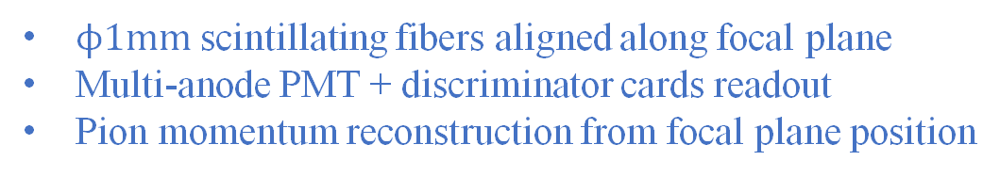 • ϕ1mm scintillating fibers aligned along focal plane
• Multi-anode PMT + discriminator cards readout
• Pion momentum reconstruction from focal plane position